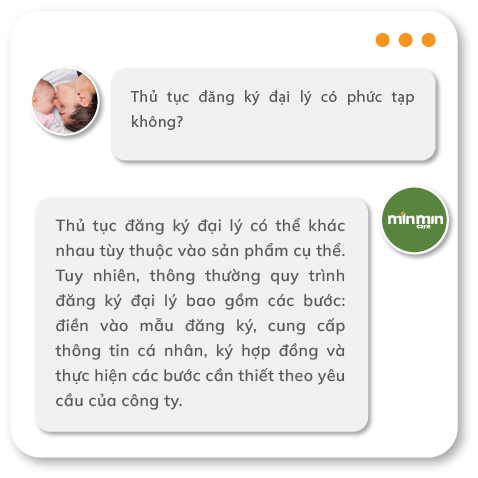 Thủ tục đăng ký đại lý có phức tạp
không?
minmin
care
Thủ tục đăng ký đại lý có thể khác
nhau tùy thuộc vào sản phẩm cụ thể.
Tuy nhiên, thông thường quy trình
đăng ký đại lý bao gồm các bước:
điền vào mẫu đăng ký, cung cấp
thông tin cá nhân, ký hợp đồng và
thực hiện các bước cần thiết theo yêu
cầu của công ty.